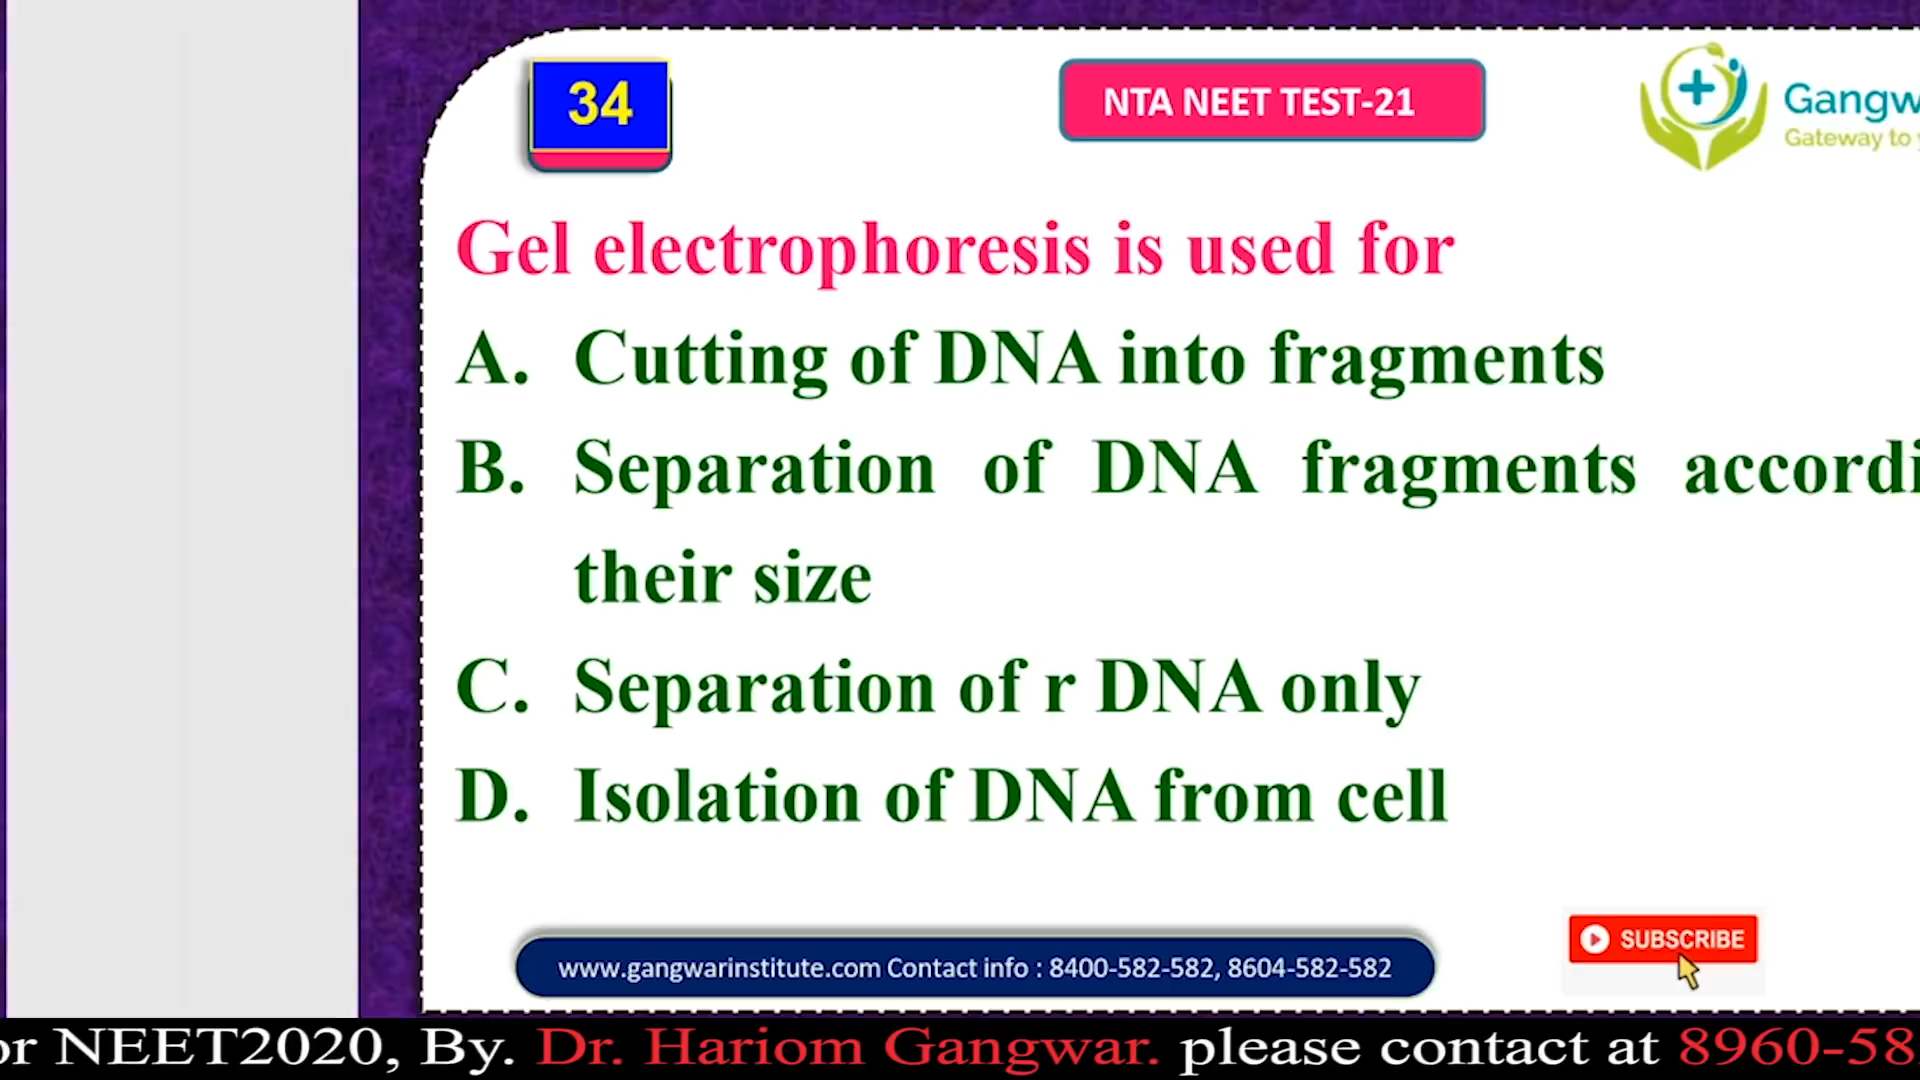 34
NTA NEET TEST-21
Gangw
Gateway to
Gel electrophoresis is used for
A. Cutting of DNA into fragments
B. Separation of DNA fragments accordi
their size
C. Separation of r DNA only
D. Isolation of DNA from cell
SUBSCRIBE
www.gangwarinstitute.com Contact info : 8400-582-582, 8604-582-582
or NEET2020, By. Dr. Hariom Gangwar. please contact at 8960-58